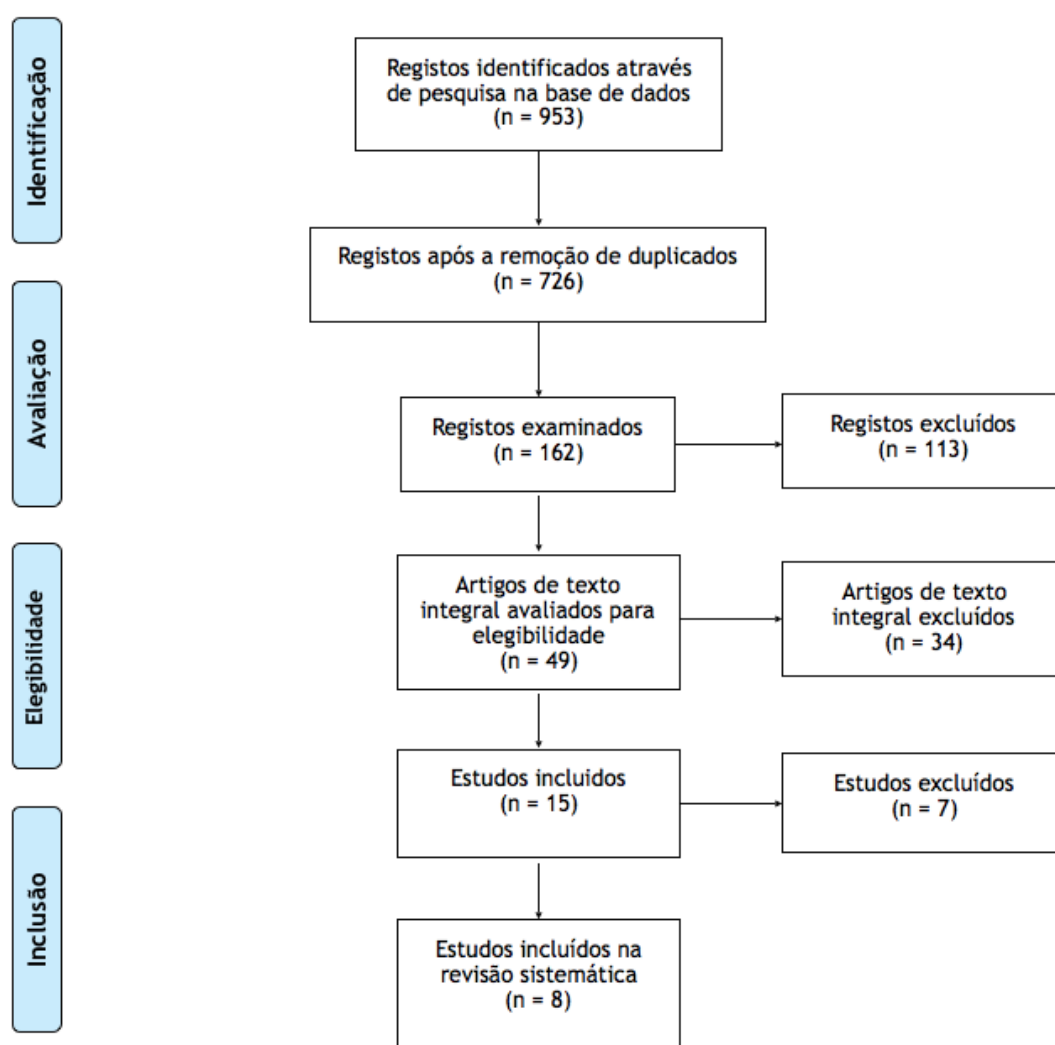 Identificação
Registos identificados através
de pesquisa na base de dados
(n = 953)
Registos após a remoção de duplicados
(n = 726)
Avaliação
Registos examinados
(n = 162)
Registos excluídos
(n = 113)
Elegibilidade
Artigos de texto
integral avaliados para
elegibilidade
(n = 49)
Artigos de texto
integral excluídos
(n = 34)
Estudos incluidos
(n = 15)
Estudos excluídos
(n = 7)
Inclusão
Estudos incluídos na
revisão sistemática
(n = 8)